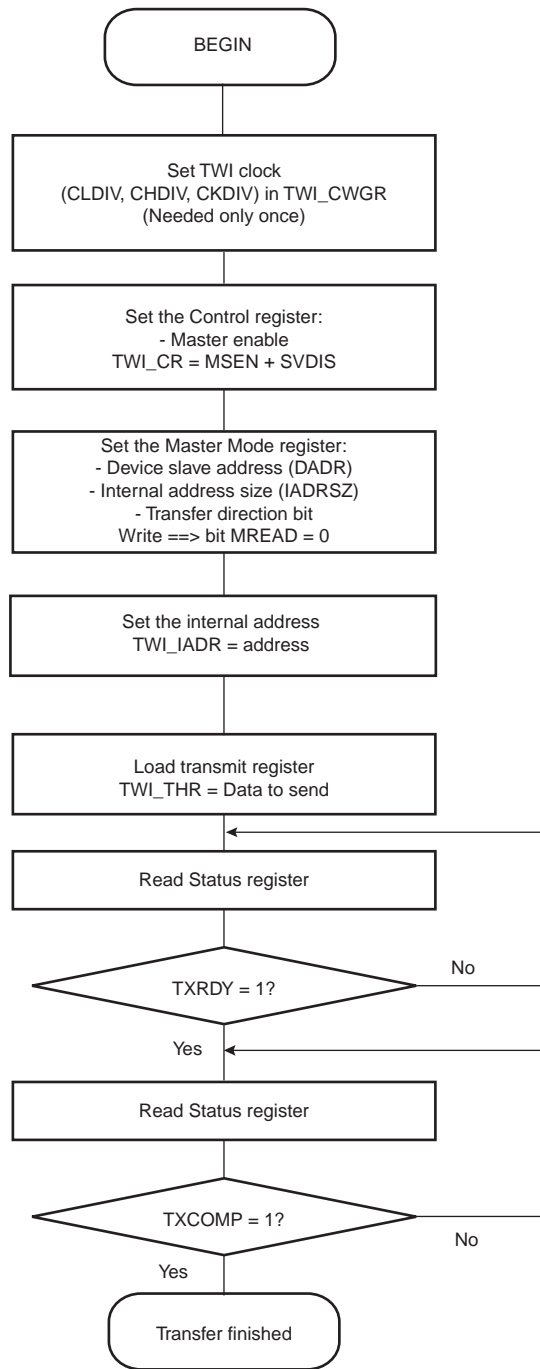 BEGIN
Set TWI clock
(CLDIV, CHDIV, CKDIV) in TWI_CWGR
(Needed only once)
Set the Control register:
- Master enable
TWI_CR = MSEN + SVDIS
Set the Master Mode register:
- Device slave address (DADR)
- Internal address size (IADRSZ)
- Transfer direction bit
Write ==> bit MREAD = 0
Set the internal address
TWI_IADR = address
Load transmit register
TWI_THR = Data to send
Read Status register
TXRDY = 1?
No
Yes
Read Status register
TXCOMP = 1?
No
Yes
Transfer finished